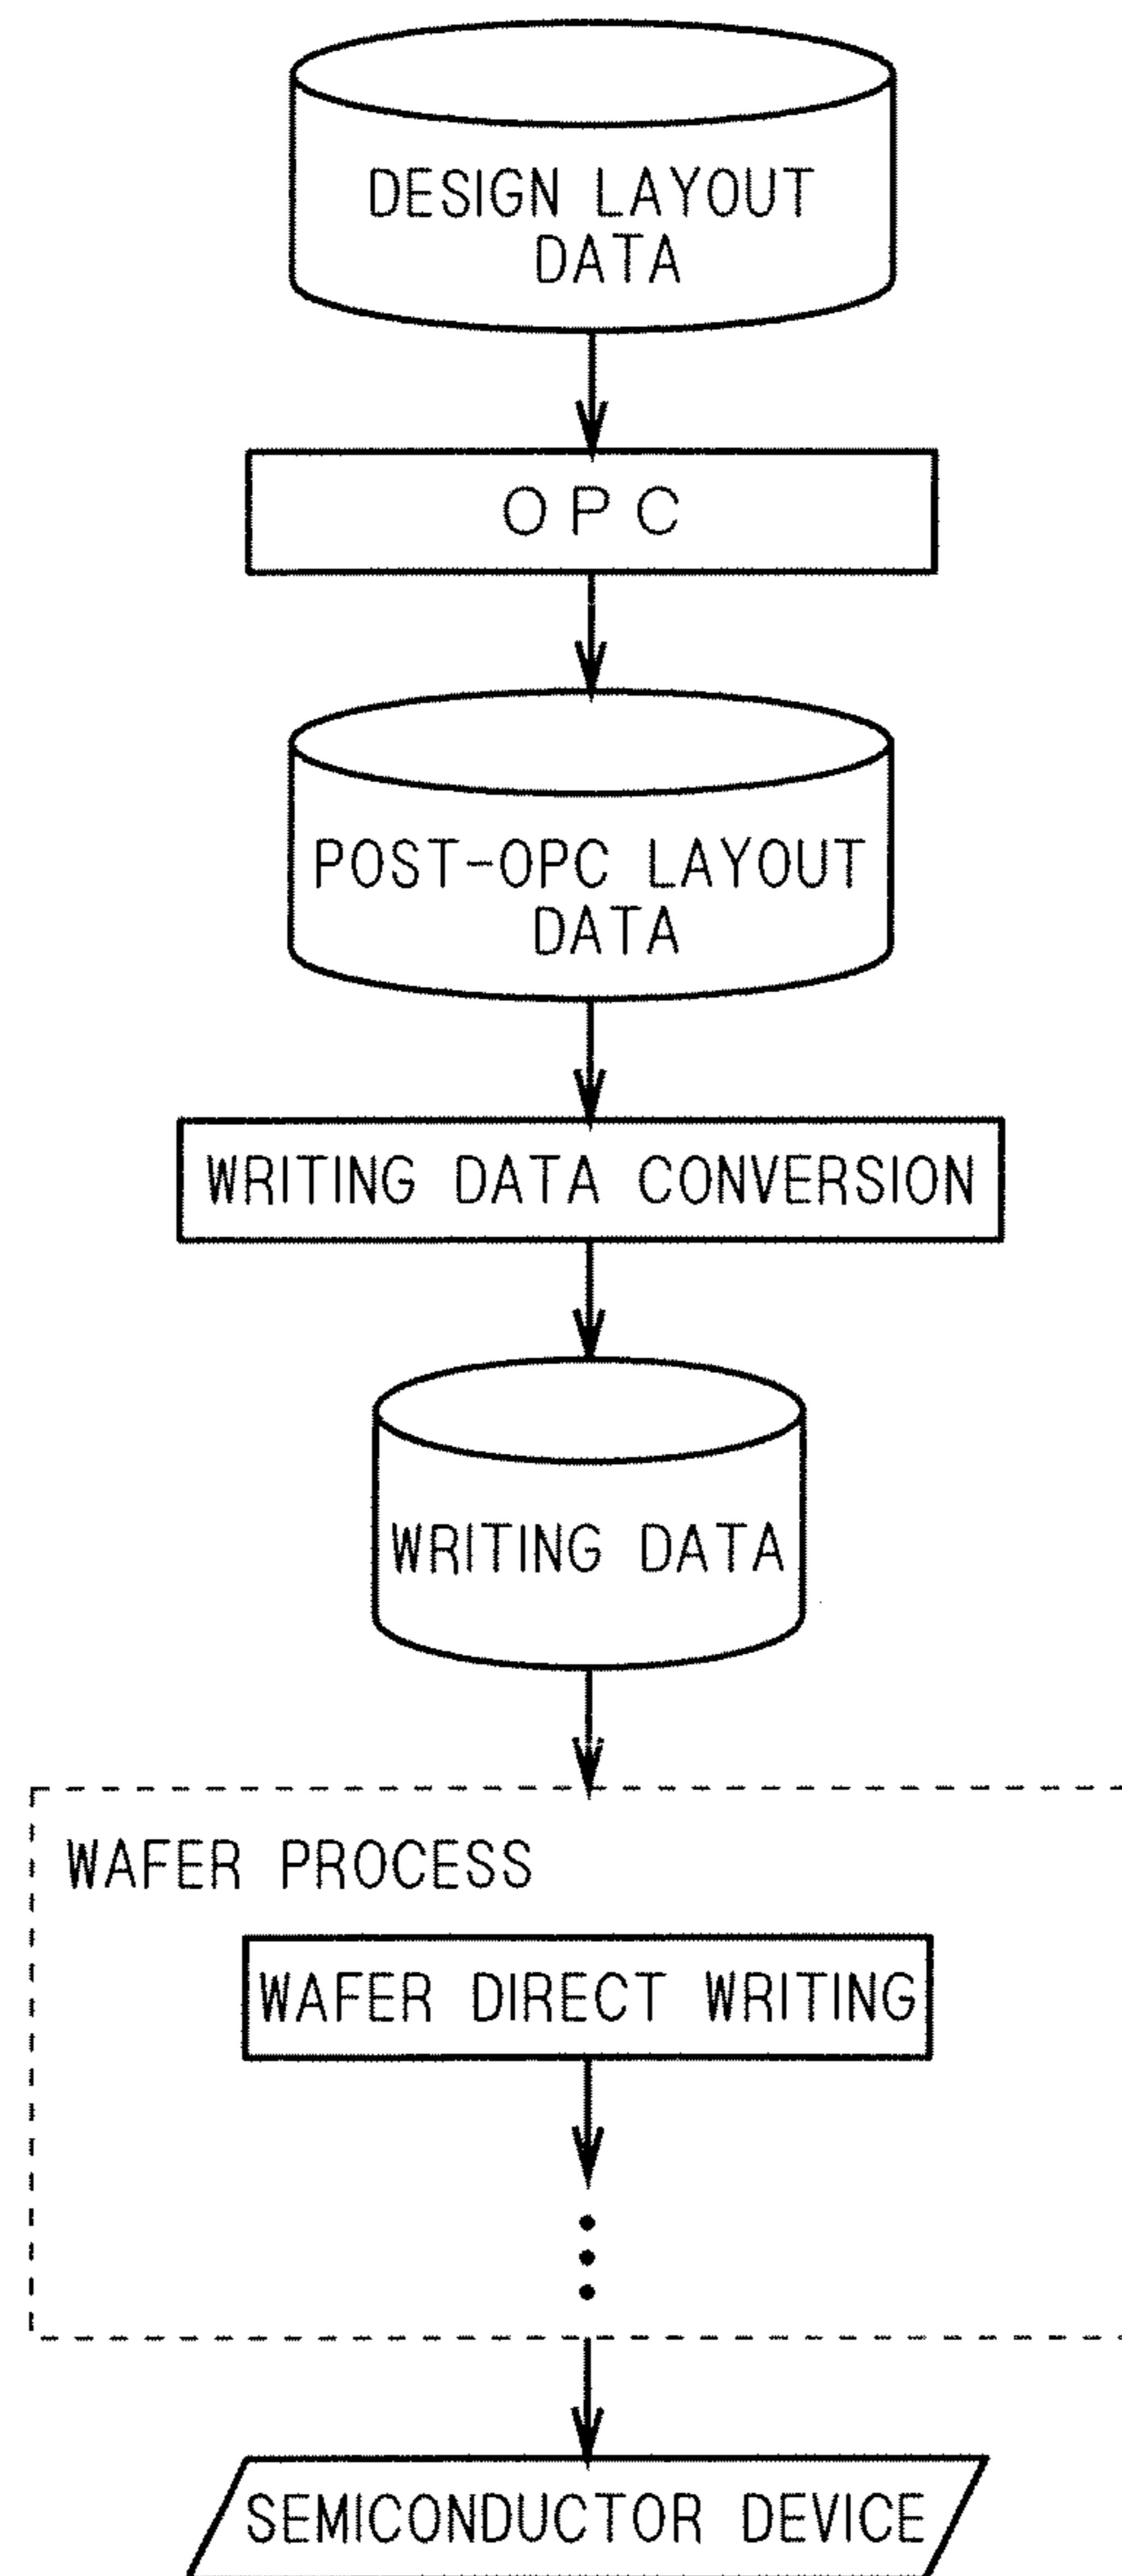 DESIGN LAYOUT
DATA
OPC
POST-OPC LAYOUT
DATA
WRITING DATA CONVERSION
WRITING DATA
WAFER PROCESS
WAFER DIRECT WRITING
SEMICONDUCTOR DEVICE